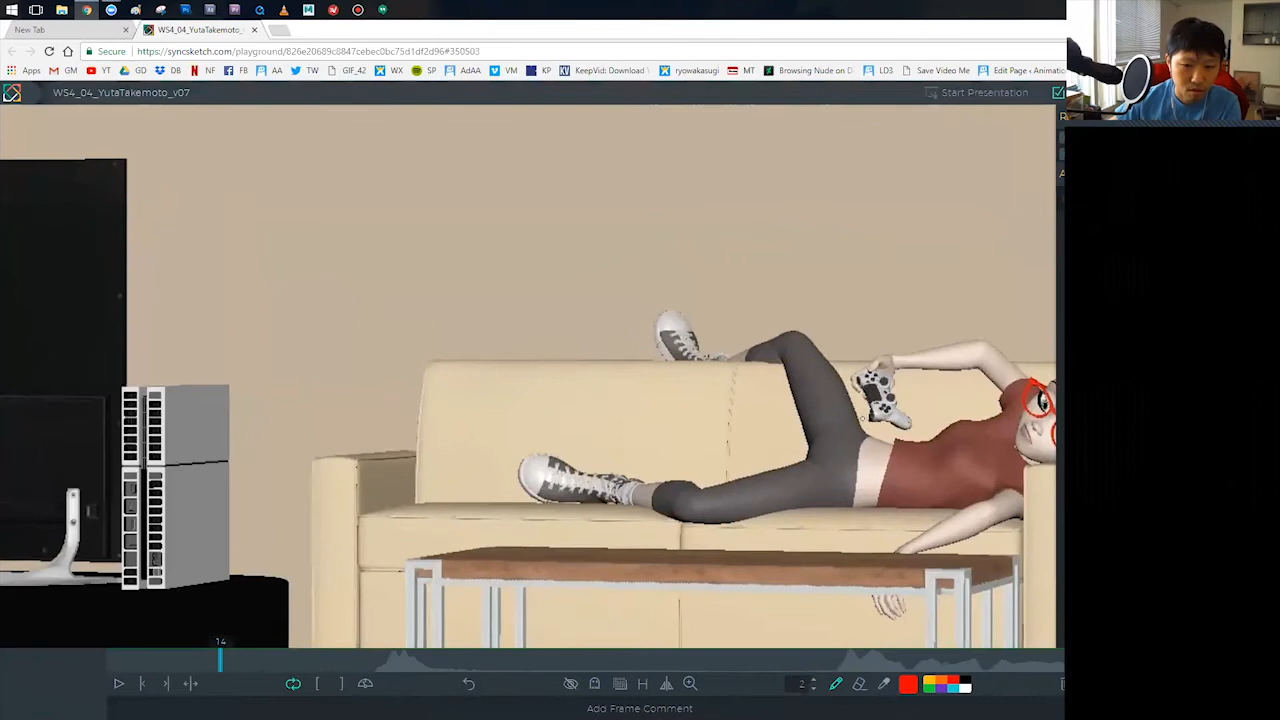 New Tab
WS4_04_YutaTakemoto_
Secure
https://syncsketch.com/playground/826e20689c8847cebec0bc75d1df2d96#350503
Apps GM YT GD DB NF FB AA TW GIF_42 WX SP AdAA VM KP KeepVid: Download ryowakasugi MT Browsing Nude on D LD3 Save Video Me Edit Page ‹ Animatio
WS4_04_YutaTakemoto_v07
Start Presentation
14
2
Add Frame Comment